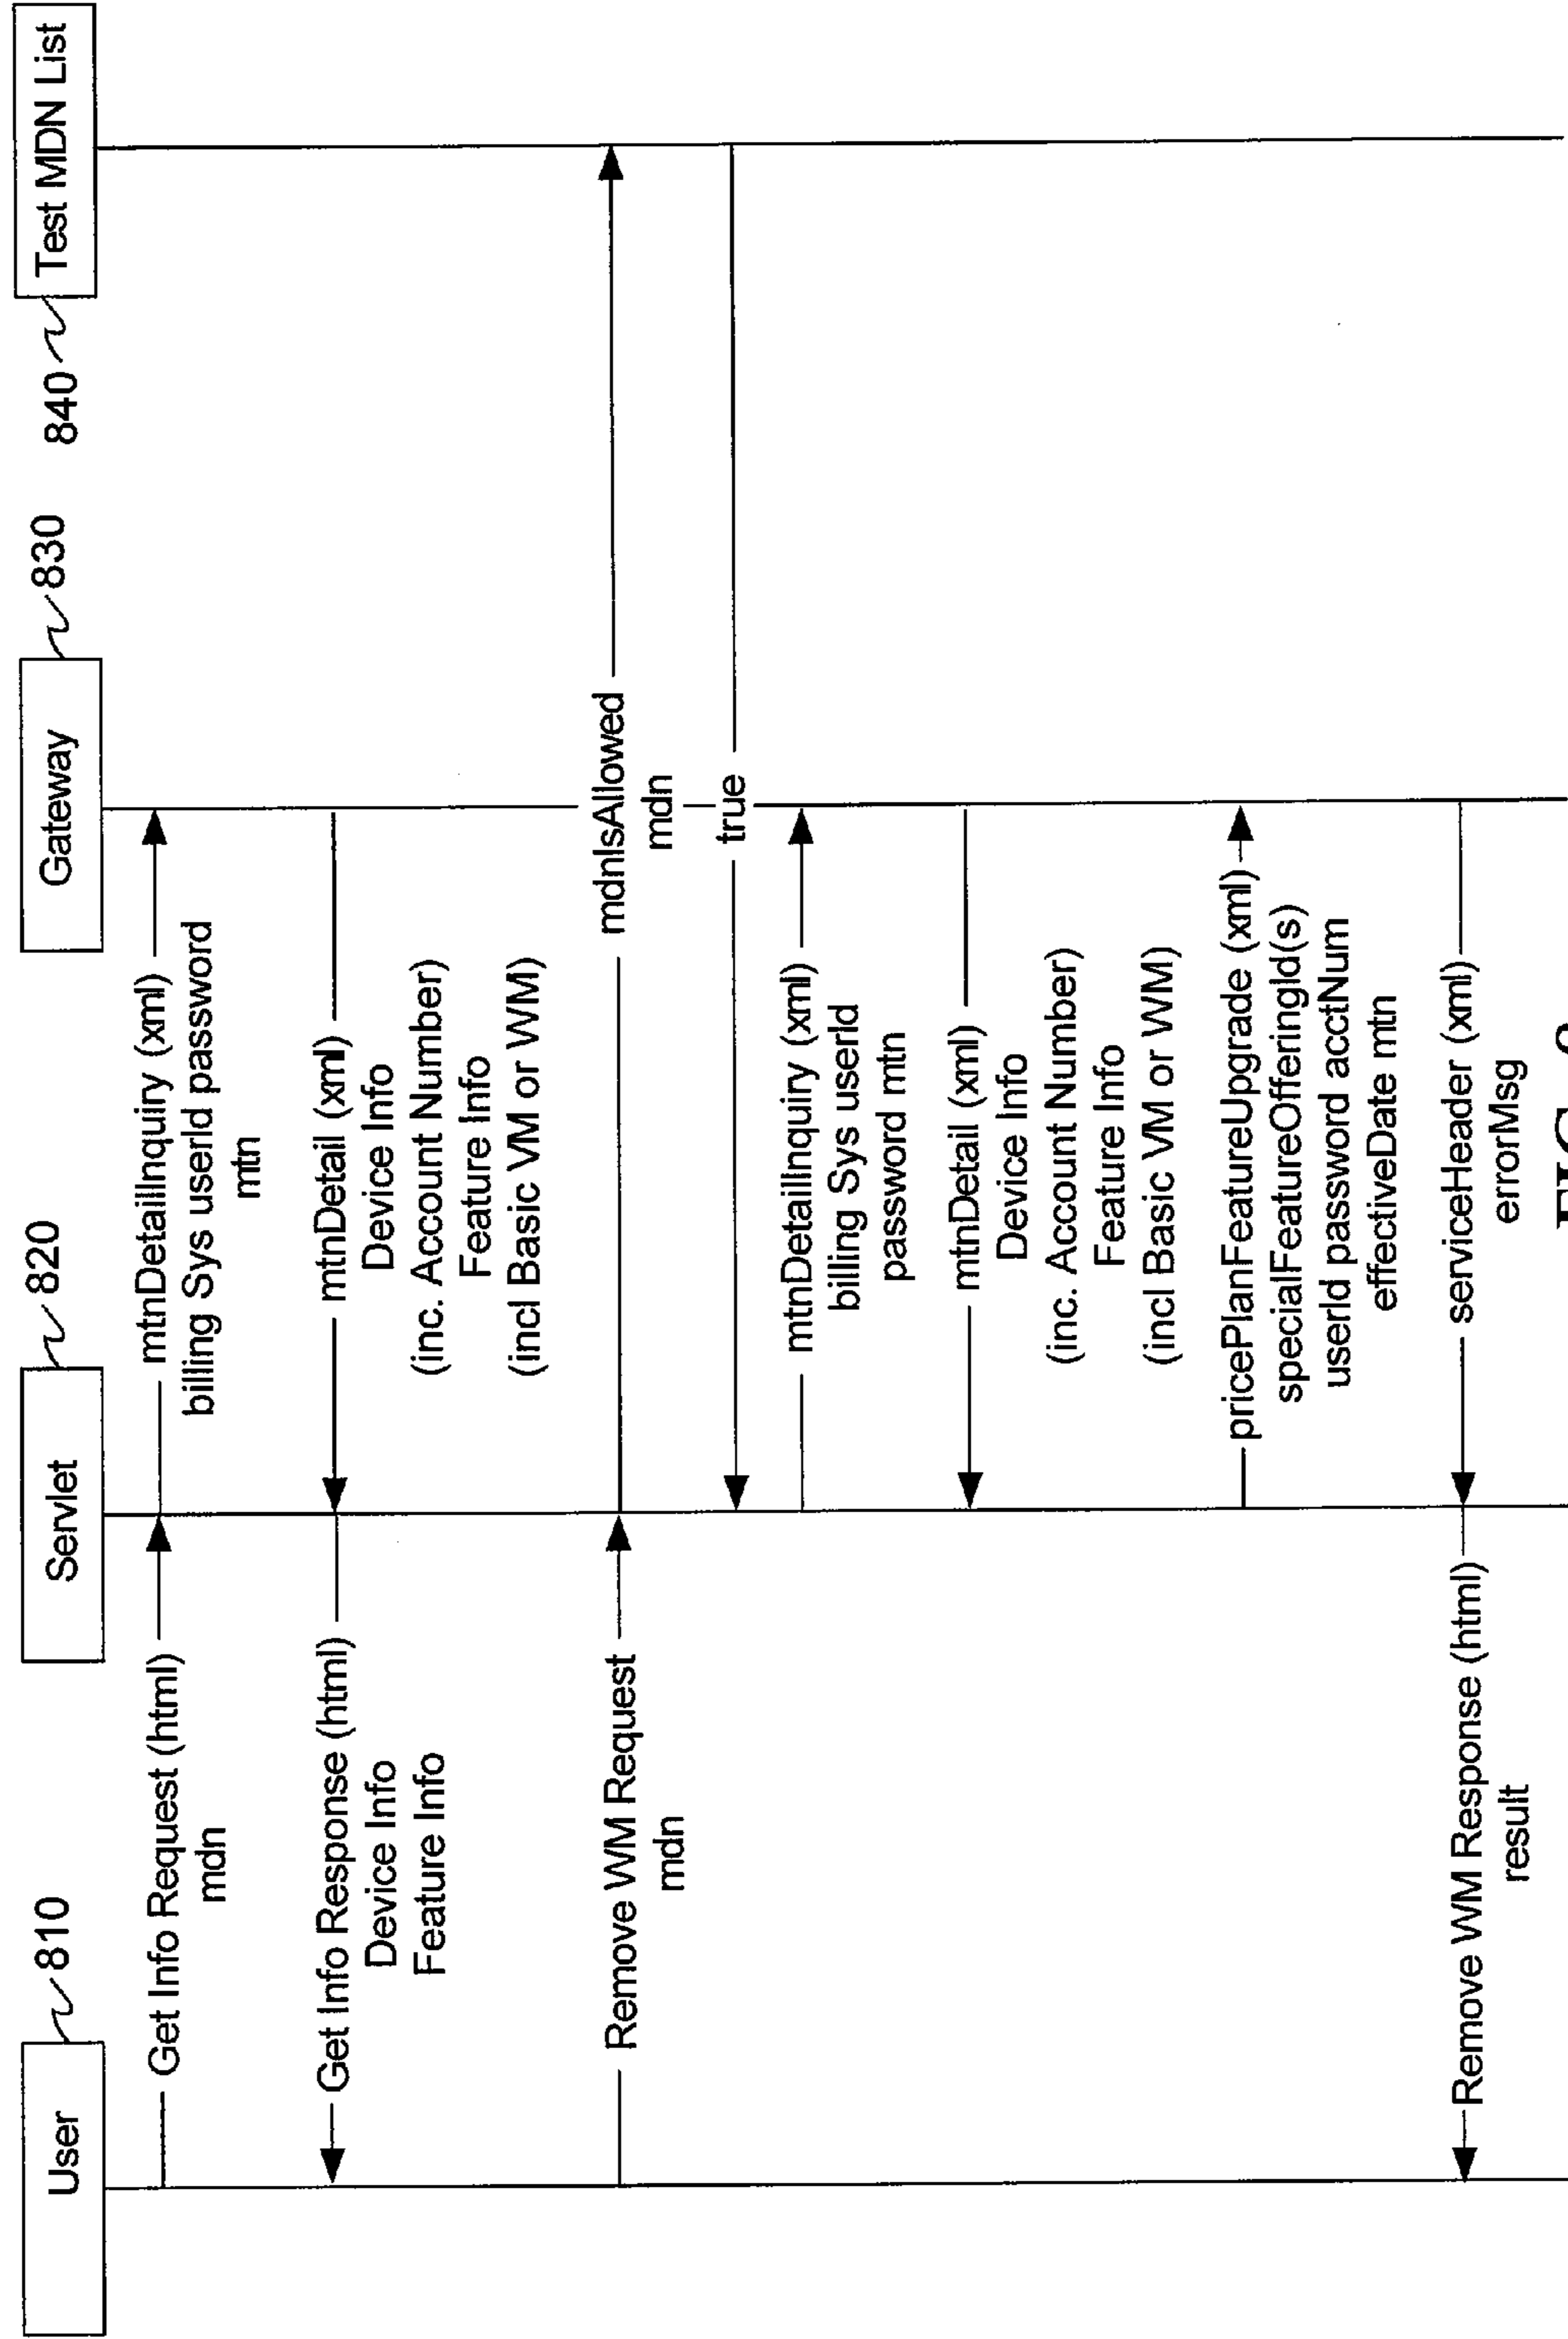 User
810
Servlet
820
Gateway
830
840
Test MDN List
Get Info Request (html)
mdn
mtnDetailInquiry (xml)
billing Sys userId password
mtn
Get Info Response (html)
Device Info
Feature Info
mtnDetail (xml)
Device Info
(inc. Account Number)
Feature Info
(incl Basic VM or WM)
Remove WM Request
mdn
mdnIsAllowed
mdn
true
mtnDetailInquiry (xml)
billing Sys userId
password mtn
mtnDetail (xml)
Device Info
(inc. Account Number)
Feature Info
(incl Basic VM or WM)
pricePlanFeatureUpgrade (xml)
specialFeatureOfferingId(s)
userId password acctNum
effectiveDate mtn
Remove WM Response (html)
result
serviceHeader (xml)
errorMsg